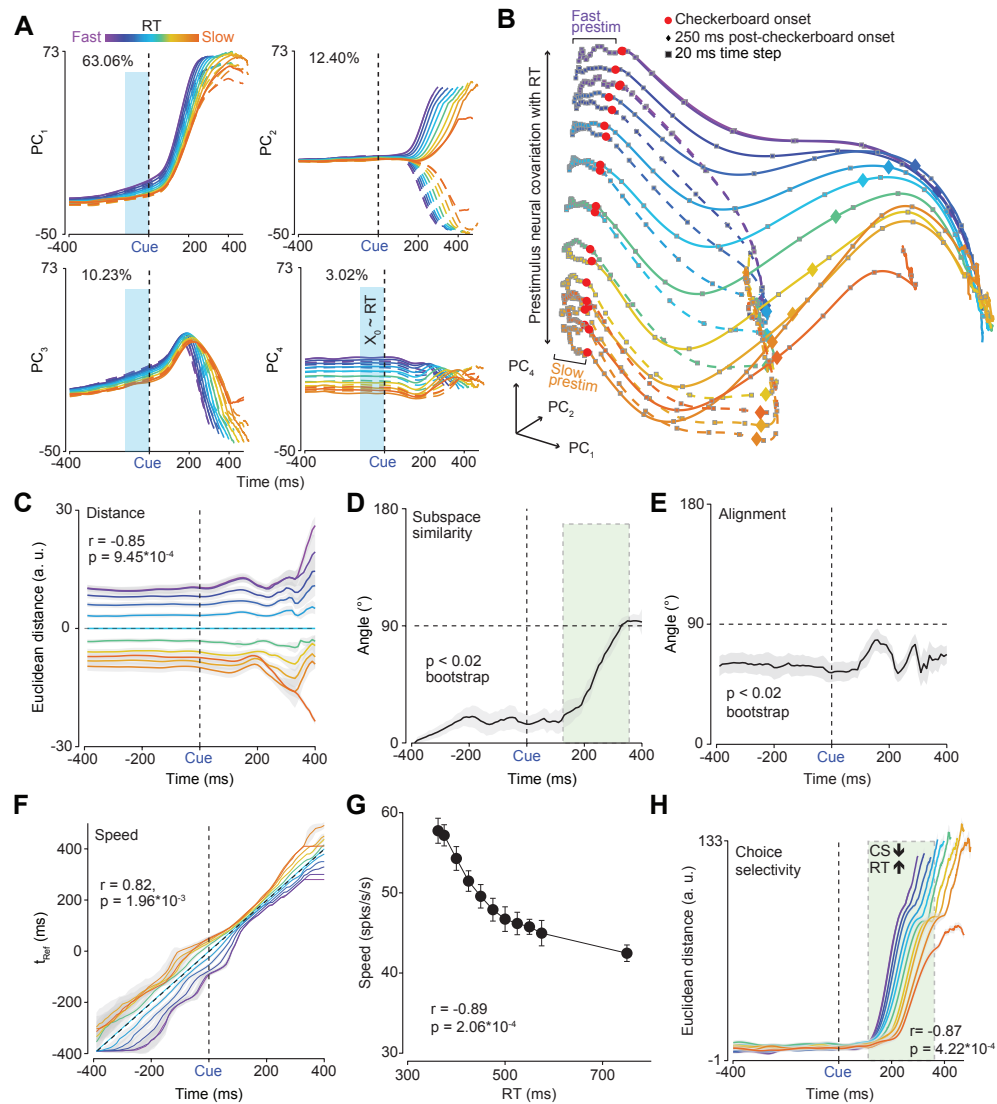 A
RT
Fast
Slow
63.06%
73
PC1
-50
-400
Cue
200
400
12.40%
73
PC2
-50
-400
Cue
200
400
10.23%
73
PC3
-50
-400
Cue
200
400
3.02%
73
X0 ~ RT
PC4
-50
-400
Cue
200
400
Time (ms)
B
Fast
prestim
Checkerboard onset
250 ms post-checkerboard onset
20 ms time step
Prestimulus neural covariation with RT
Slow
prestim
PC4
PC2
PC1
C
Distance
r = -0.85
p = 9.45*10-4
30
0
-30
Euclidean distance (a. u.)
-400
-200
0
200
400
Cue
Time (ms)
D
Subspace
similarity
180
90
0
Angle (°)
p < 0.02
bootstrap
-400
-200
0
200
400
Cue
Time (ms)
E
Alignment
180
90
0
Angle (°)
p < 0.02
bootstrap
-400
-200
0
200
400
Cue
Time (ms)
F
Speed
r = 0.82,
p = 1.96*10-3
400
200
0
-200
-400
tRef (ms)
-400
-200
0
200
400
Cue
Time (ms)
G
60
50
40
30
Speed (spks/s/s)
r = -0.89
p = 2.06*10-4
300
500
700
RT (ms)
H
Choice
selectivity
CS
RT
133
-1
Euclidean distance (a. u.)
r= -0.87
p = 4.22*10-4
-400
-200
0
200
400
Cue
Time (ms)